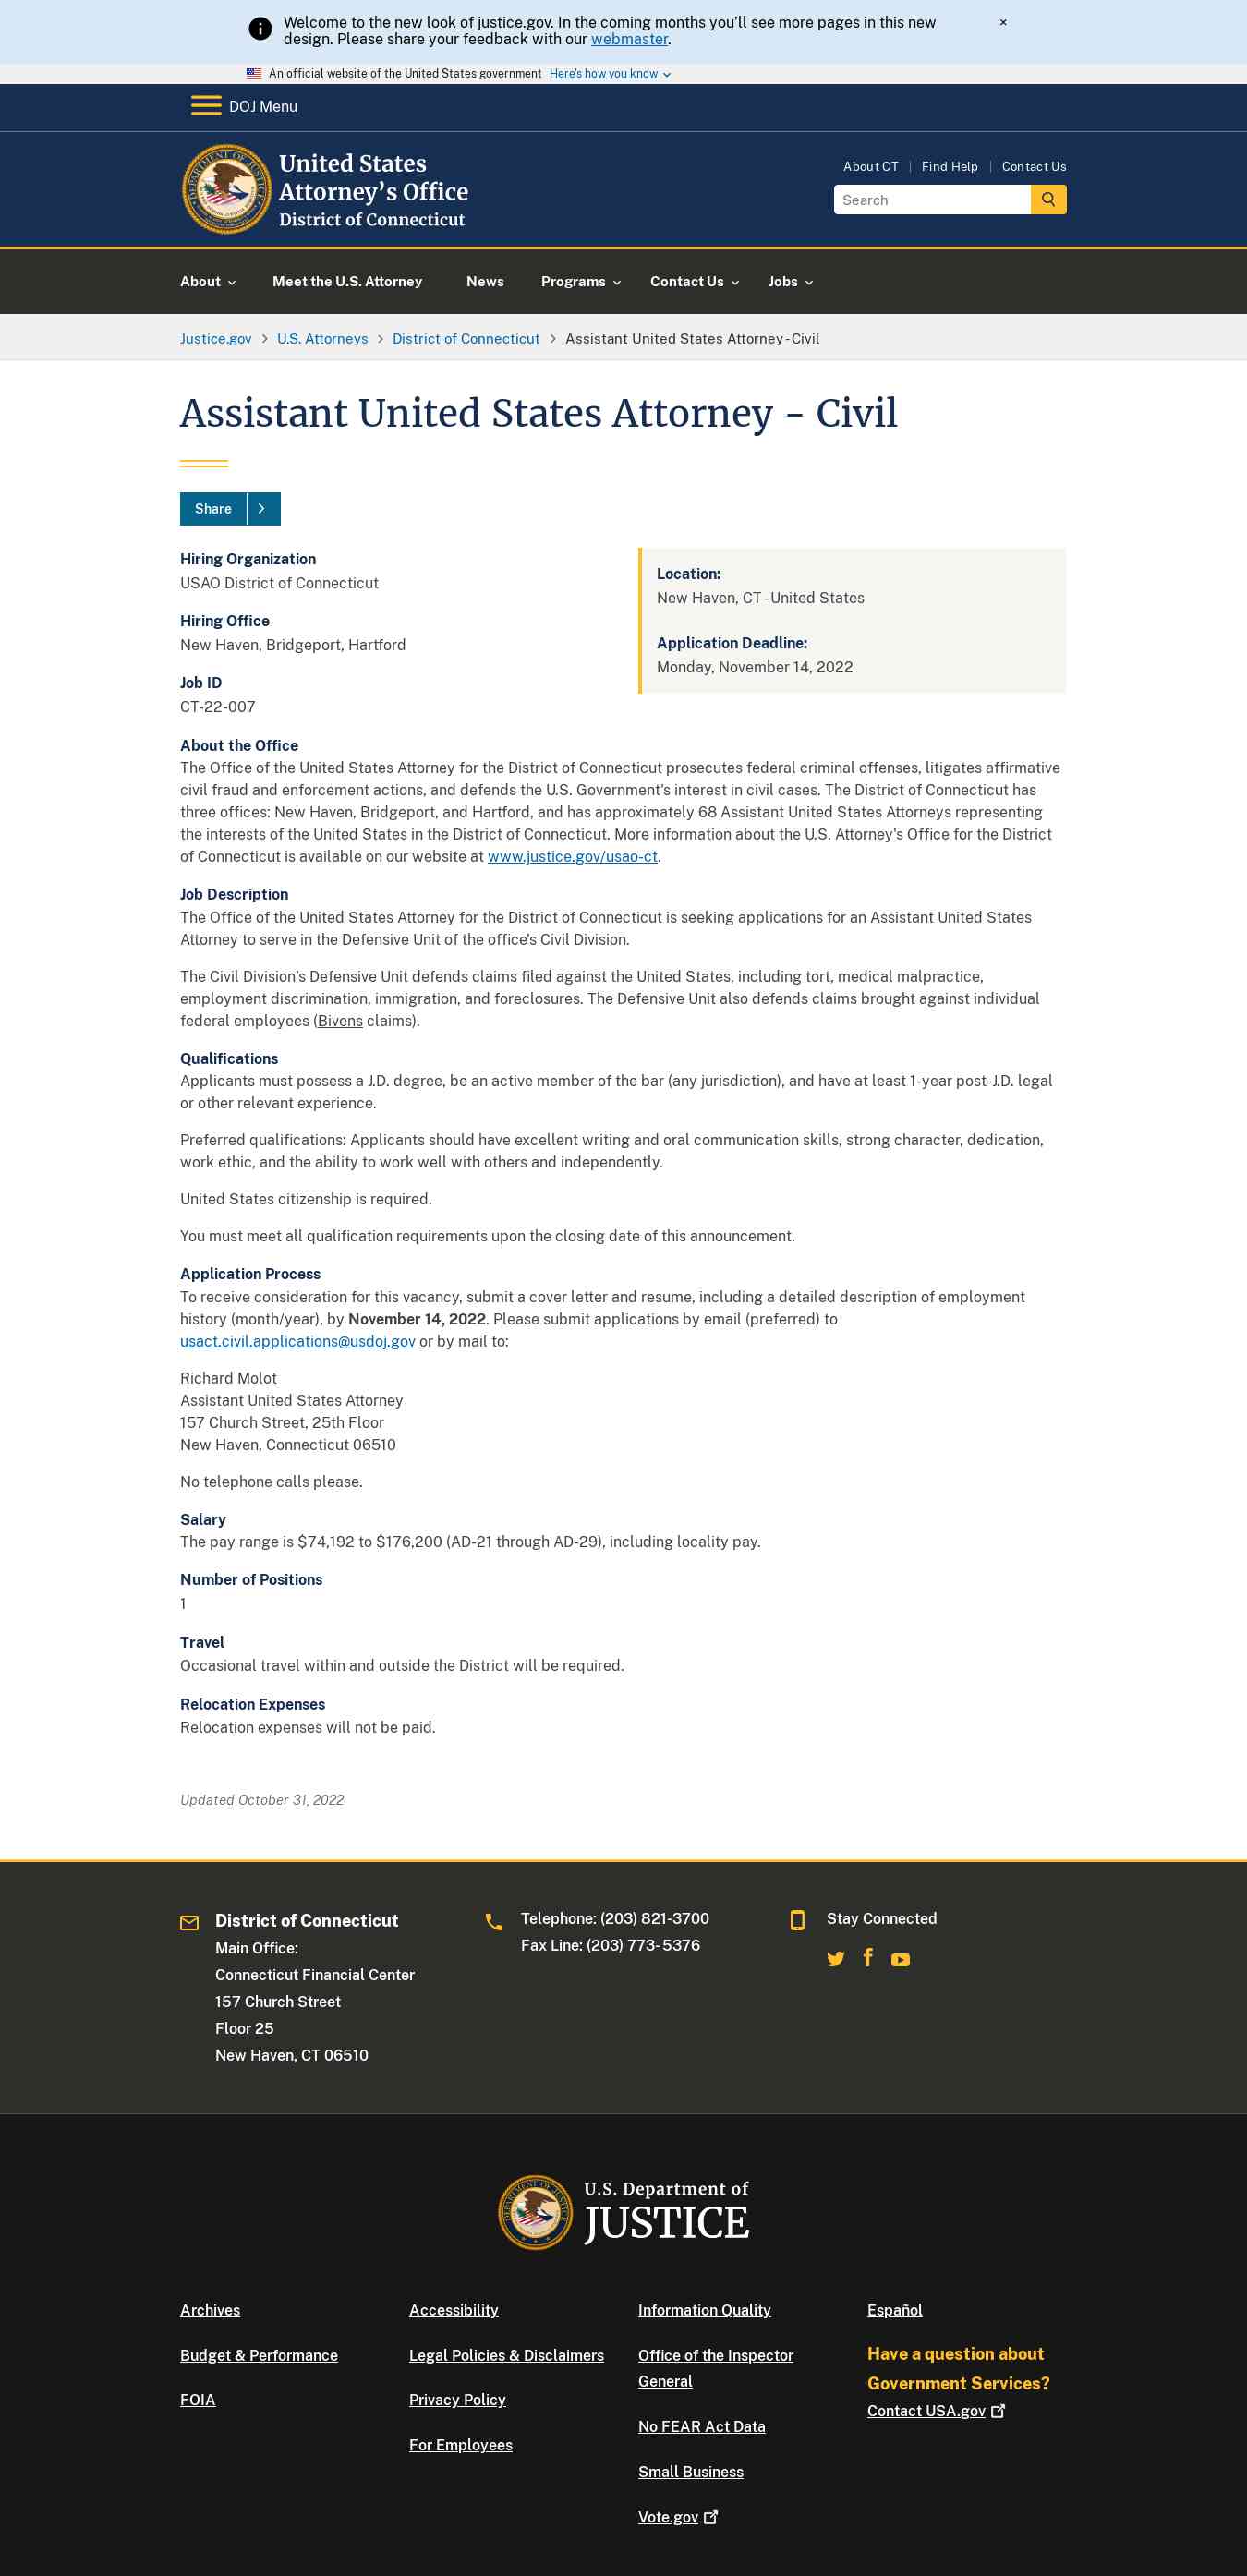 Welcome to the new look of justice.gov. In the coming months you'll see more pages in this new
design. Please share your feedback with our webmaster.
×
An official website of the United States government Here's how you know
DOJ Menu
United States
Attorney's Office
District of Connecticut
About CT
Find Help
Contact Us
Search
About
Meet the U.S. Attorney
News
Programs
Contact Us
Jobs
Justice.gov
U.S. Attorneys
District of Connecticut
Assistant United States Attorney - Civil
Assistant United States Attorney - Civil
Share
Hiring Organization
USAO District of Connecticut
Hiring Office
New Haven, Bridgeport, Hartford
Job ID
CT-22-007
Location:
New Haven, CT - United States
Application Deadline:
Monday, November 14, 2022
About the Office
The Office of the United States Attorney for the District of Connecticut prosecutes federal criminal offenses, litigates affirmative
civil fraud and enforcement actions, and defends the U.S. Government's interest in civil cases. The District of Connecticut has
three offices: New Haven, Bridgeport, and Hartford, and has approximately 68 Assistant United States Attorneys representing
the interests of the United States in the District of Connecticut. More information about the U.S. Attorney's Office for the District
of Connecticut is available on our website at www.justice.gov/usao-ct.
Job Description
The Office of the United States Attorney for the District of Connecticut is seeking applications for an Assistant United States
Attorney to serve in the Defensive Unit of the office's Civil Division.
The Civil Division's Defensive Unit defends claims filed against the United States, including tort, medical malpractice,
employment discrimination, immigration, and foreclosures. The Defensive Unit also defends claims brought against individual
federal employees (Bivens claims).
Qualifications
Applicants must possess a J.D. degree, be an active member of the bar (any jurisdiction), and have at least 1-year post-J.D. legal
or other relevant experience.
Preferred qualifications: Applicants should have excellent writing and oral communication skills, strong character, dedication,
work ethic, and the ability to work well with others and independently.
United States citizenship is required.
You must meet all qualification requirements upon the closing date of this announcement.
Application Process
To receive consideration for this vacancy, submit a cover letter and resume, including a detailed description of employment
history (month/year), by November 14, 2022. Please submit applications by email (preferred) to
usact.civil.applications@usdoj.gov or by mail to:
Richard Molot
Assistant United States Attorney
157 Church Street, 25th Floor
New Haven, Connecticut 06510
No telephone calls please.
Salary
The pay range is $74,192 to $176,200 (AD-21 through AD-29), including locality pay.
Number of Positions
1
Travel
Occasional travel within and outside the District will be required.
Relocation Expenses
Relocation expenses will not be paid.
Updated October 31, 2022
District of Connecticut
Main Office:
Connecticut Financial Center
157 Church Street
Floor 25
New Haven, CT 06510
Telephone: (203) 821-3700
Fax Line: (203) 773- 5376
Stay Connected
U.S. Department of
JUSTICE
Archives
Budget & Performance
FOIA
Accessibility
Legal Policies & Disclaimers
Privacy Policy
For Employees
Information Quality
Office of the Inspector
General
No FEAR Act Data
Small Business
Vote.gov
Español
Have a question about
Government Services?
Contact USA.gov